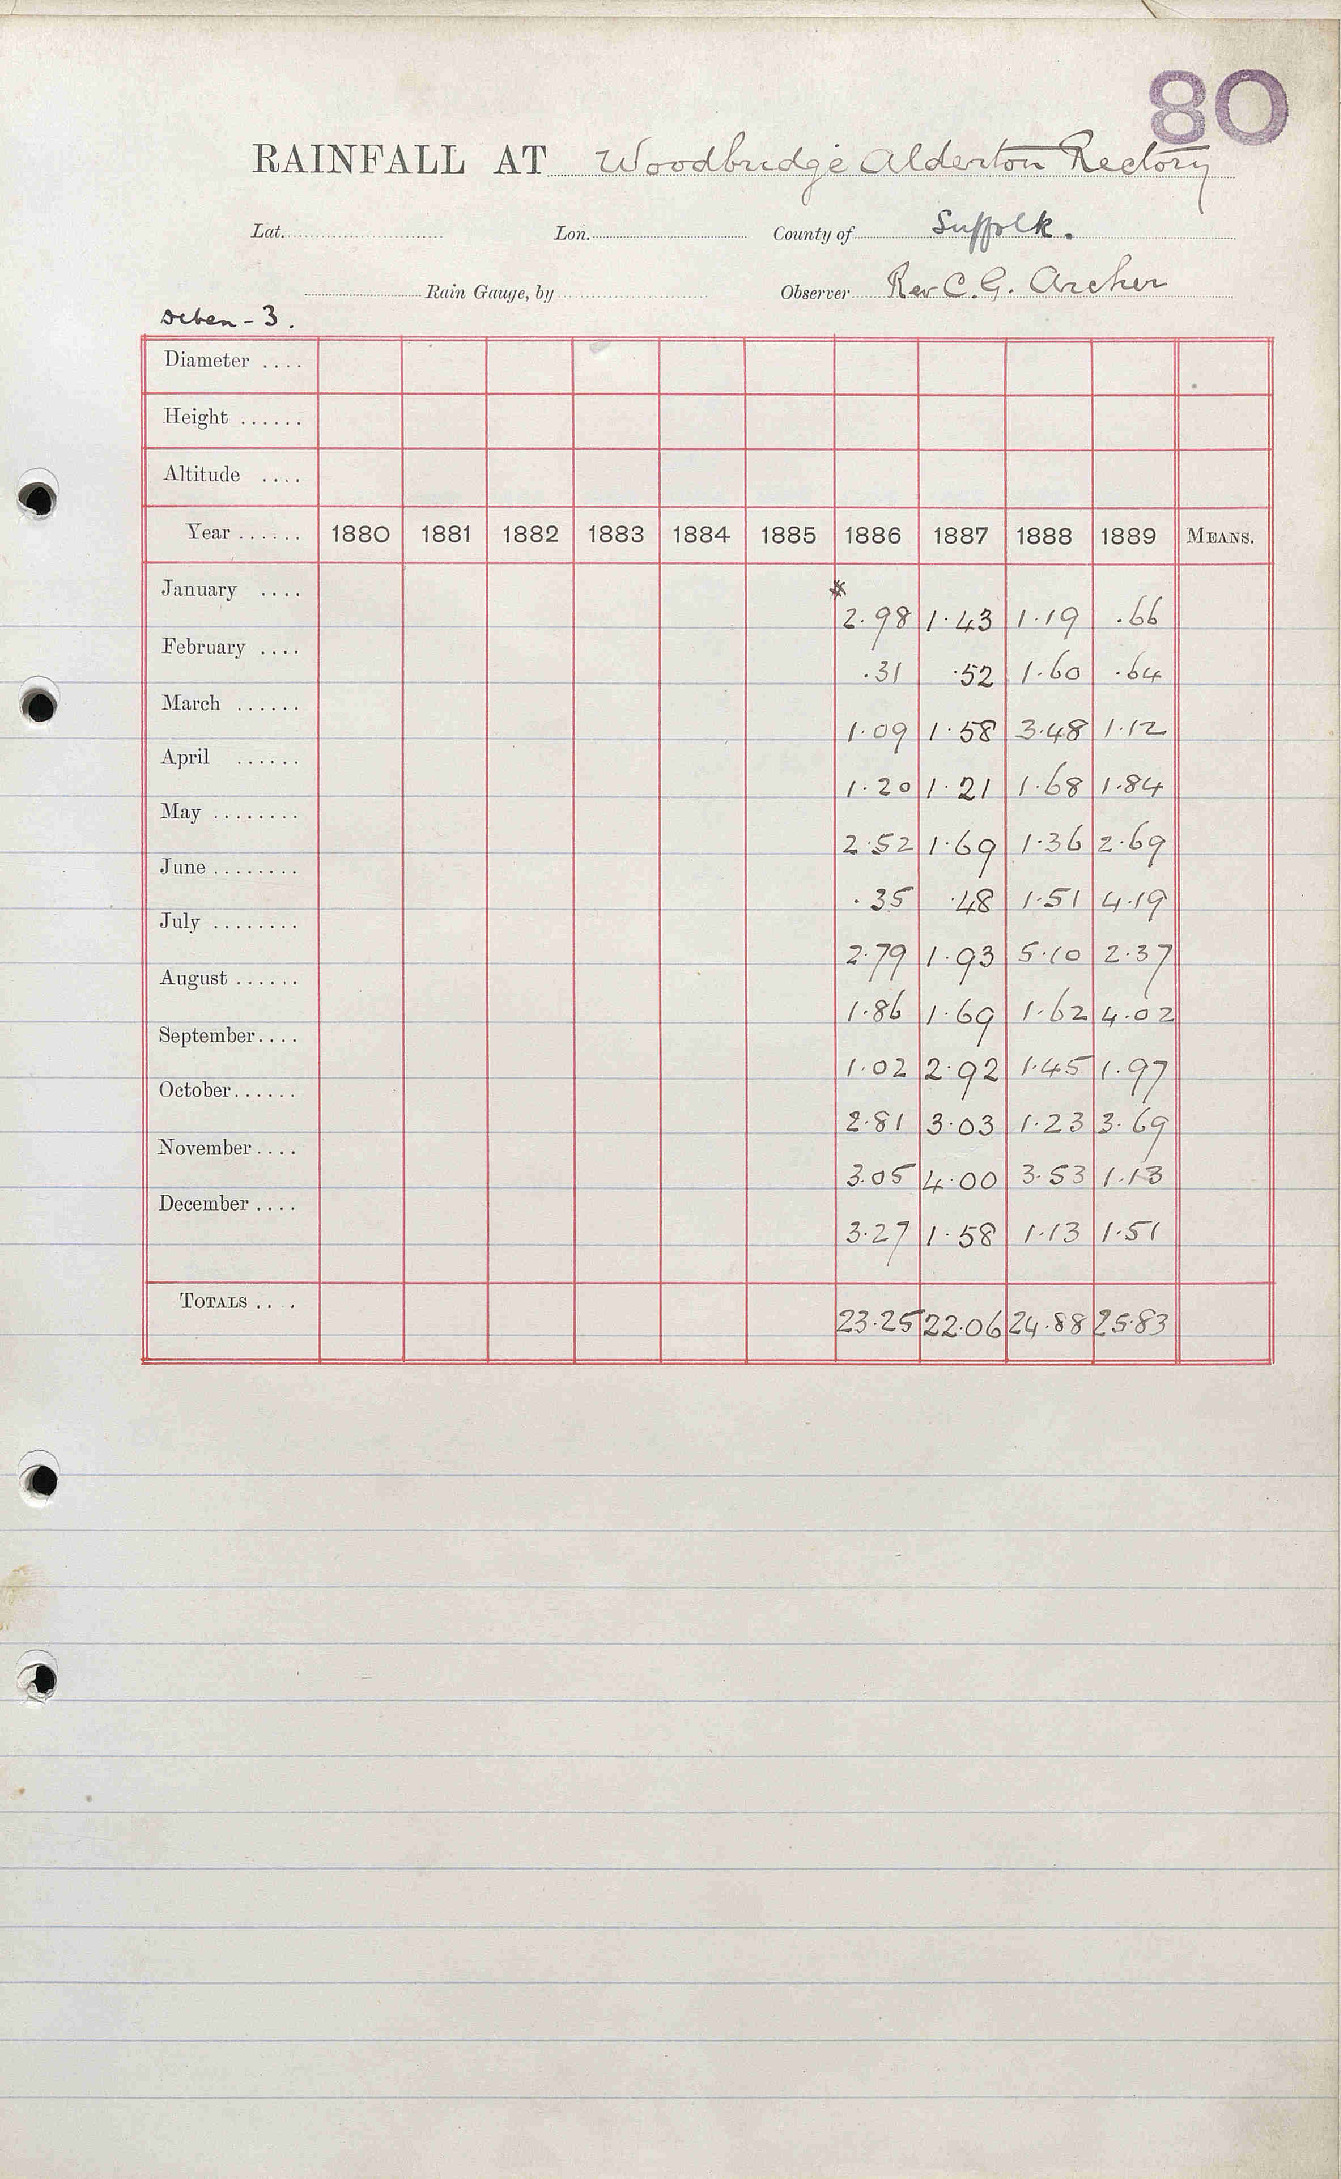 80
RAINFALL AT Woodbridge Alderton Rectory
Lat. Lon. County of Suffolk.
Rain Gauge, by Observer Rev C. G. Archer
Deben - 3.
Diameter ....
Height ......
Altitude ....
Year ...... 1880 1881 1882 1883 1884 1885 1886 1887 1888 1889 MEANS.
January .... * 2.98 1.43 1.19 .66
February .... .31 .52 1.60 .64
March ...... 1.09 1.58 3.48 1.12
April ...... 1.20 1.21 1.68 1.84
May ........ 2.52 1.69 1.36 2.69
June ........ .35 .48 1.51 4.19
July ........ 2.79 1.93 5.10 2.37
August ...... 1.86 1.69 1.62 4.02
September .... 1.02 2.92 1.45 1.97
October ...... 2.81 3.03 1.23 3.69
November .... 3.05 4.00 3.53 1.13
December .... 3.27 1.58 1.13 1.51
TOTALS .... 23.25 22.06 24.88 25.83